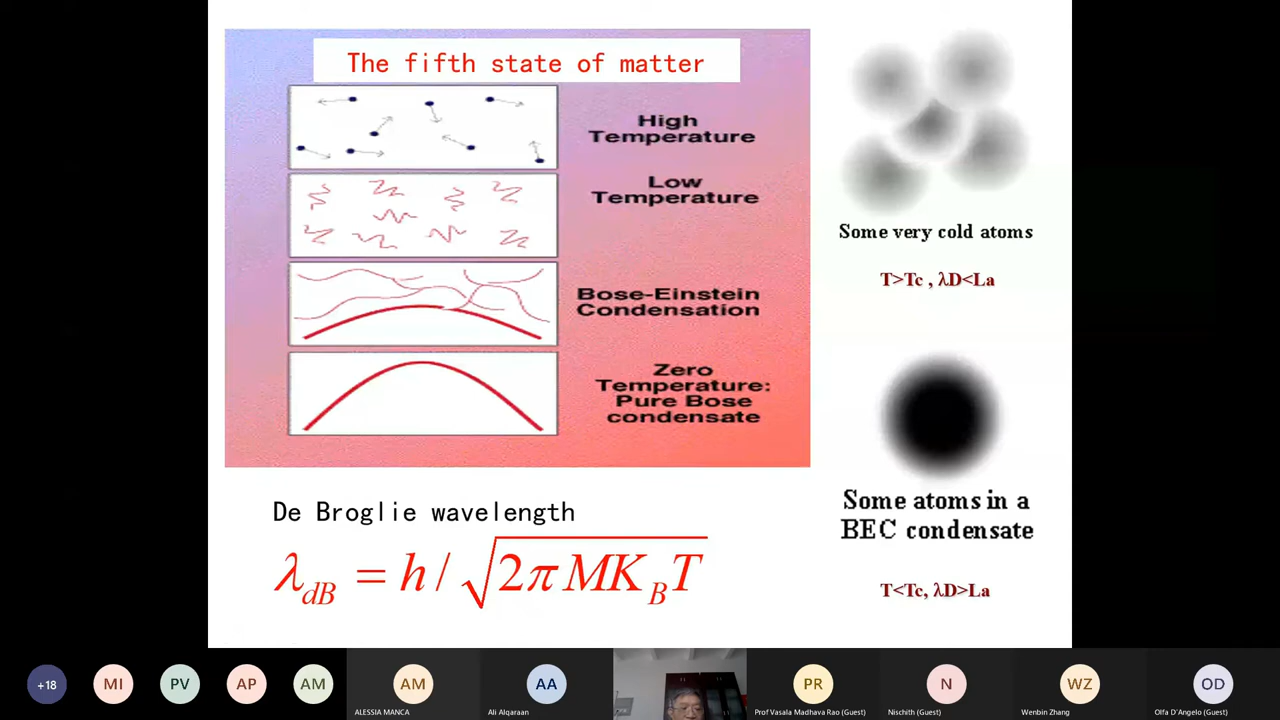 The fifth state of matter
High
Temperature
Low
Temperature
Bose-Einstein
Condensation
Zero
Temperature:
Pure Bose
condensate
Some very cold atoms
T>Tc , λD<La
Some atoms in a
BEC condensate
T<Tc, λD>La
De Broglie wavelength
λ_dB = h / √(2πMK_BT)
+18
MI
PV
AP
AM
AM
ALESSIA MANCA
AA
Ali Alqaraan
PR
Prof Vasala Madhava Rao (Guest)
N
Nischith (Guest)
WZ
Wenbin Zhang
OD
Olfa D'Angelo (Guest)